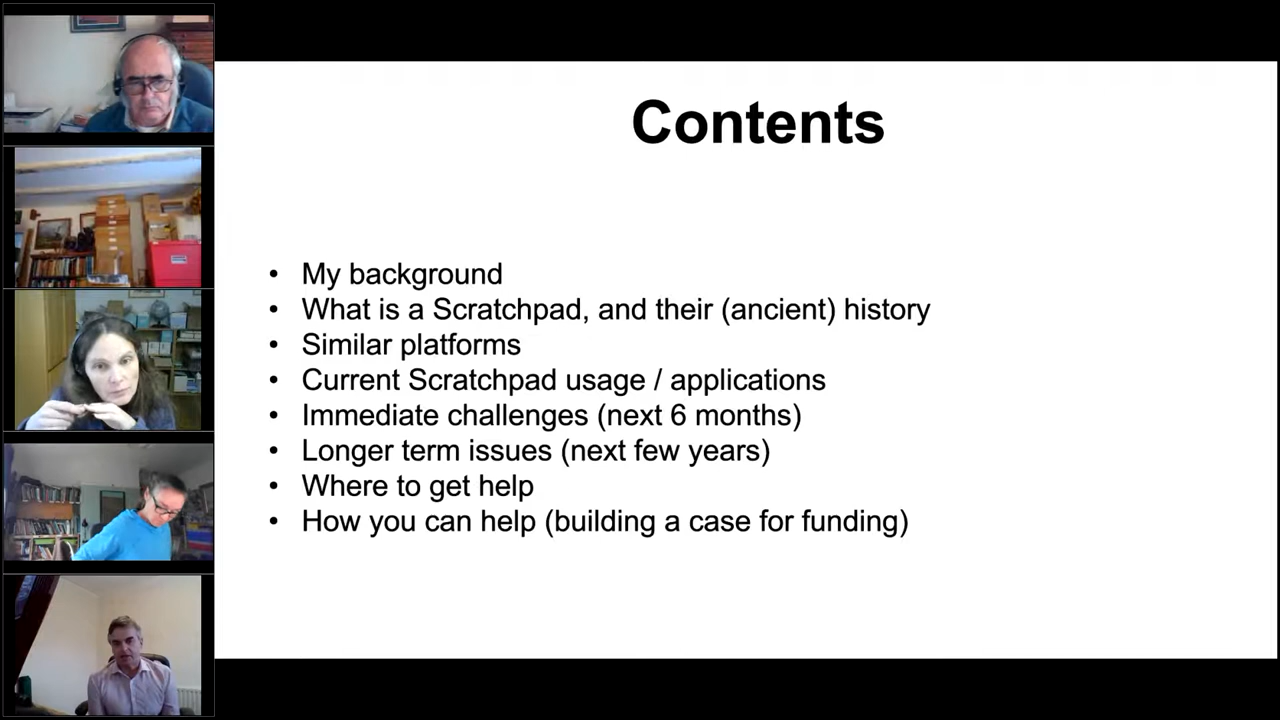 Contents
• My background
• What is a Scratchpad, and their (ancient) history
• Similar platforms
• Current Scratchpad usage / applications
• Immediate challenges (next 6 months)
• Longer term issues (next few years)
• Where to get help
• How you can help (building a case for funding)